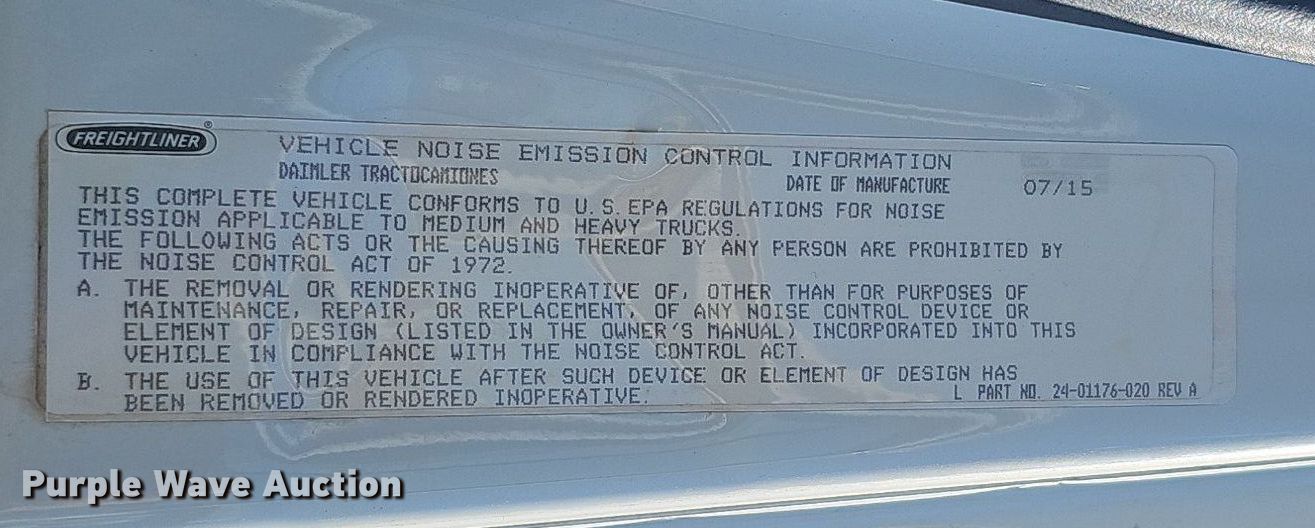 FREIGHTLINER®
VEHICLE NOISE EMISSION CONTROL INFORMATION
DAIMLER TRACTOCAMIONES DATE OF MANUFACTURE 07/15
THIS COMPLETE VEHICLE CONFORMS TO U.S. EPA REGULATIONS FOR NOISE
EMISSION APPLICABLE TO MEDIUM AND HEAVY TRUCKS.
THE FOLLOWING ACTS OR THE CAUSING THEREOF BY ANY PERSON ARE PROHIBITED BY
THE NOISE CONTROL ACT OF 1972.
A. THE REMOVAL OR RENDERING INOPERATIVE OF, OTHER THAN FOR PURPOSES OF
MAINTENANCE, REPAIR, OR REPLACEMENT, OF ANY NOISE CONTROL DEVICE OR
ELEMENT OF DESIGN (LISTED IN THE OWNER'S MANUAL) INCORPORATED INTO THIS
VEHICLE IN COMPLIANCE WITH THE NOISE CONTROL ACT.
B. THE USE OF THIS VEHICLE AFTER SUCH DEVICE OR ELEMENT OF DESIGN HAS
BEEN REMOVED OR RENDERED INOPERATIVE.
L PART NO. 24-01176-020 REV A
Purple Wave Auction